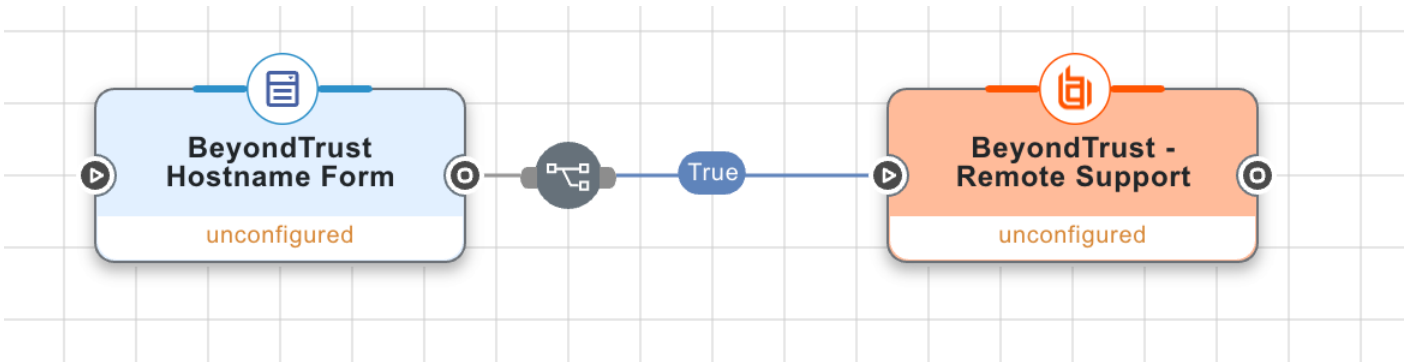 BeyondTrust
Hostname Form
unconfigured
True
BeyondTrust -
Remote Support
unconfigured